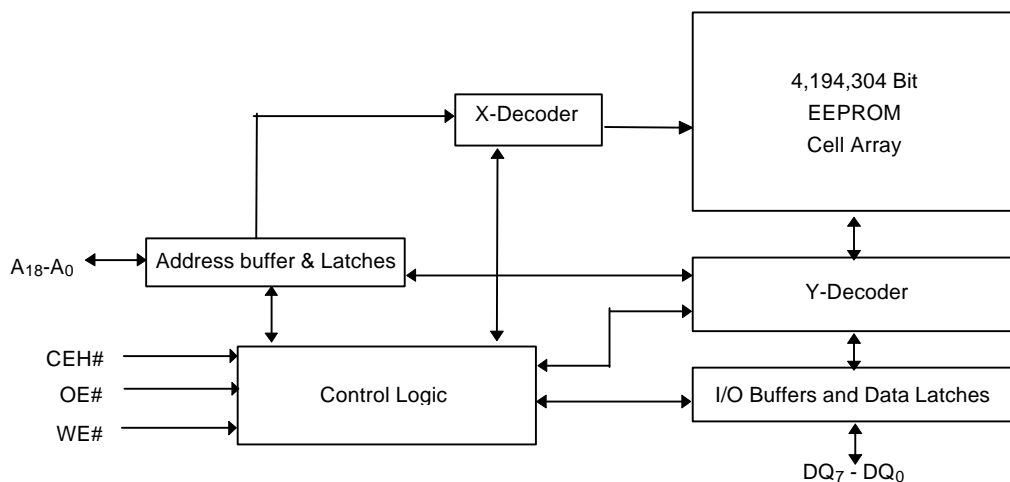 4,194,304 Bit
EEPROM
Cell Array
X-Decoder
A18-A0
Address buffer & Latches
Y-Decoder
CEH#
OE#
WE#
Control Logic
I/O Buffers and Data Latches
DQ7 - DQ0